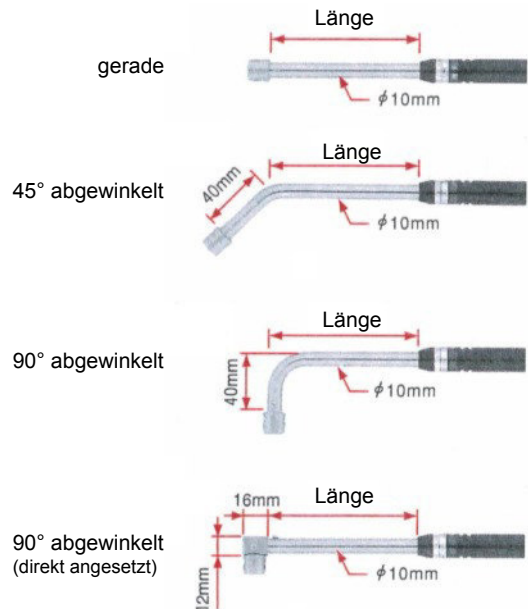 Länge
gerade
φ10mm
40mm
Länge
45° abgewinkelt
φ10mm
Länge
90° abgewinkelt
40mm
φ10mm
16mm
Länge
90° abgewinkelt
(direkt angesetzt)
12mm
φ10mm